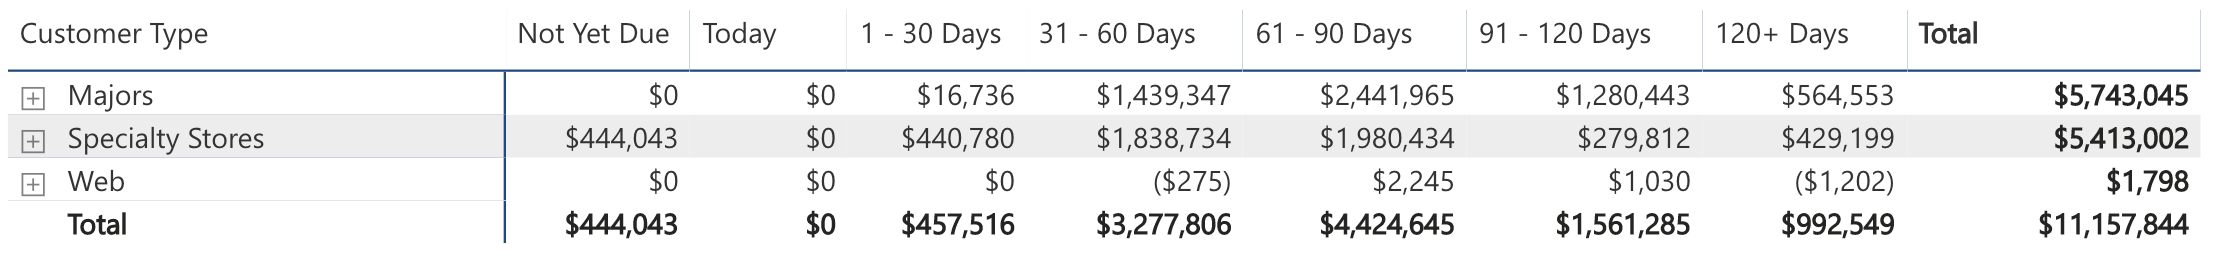 Customer Type Not Yet Due Today 1 - 30 Days 31 - 60 Days 61 - 90 Days 91 - 120 Days 120+ Days Total
Majors $0 $0 $16,736 $1,439,347 $2,441,965 $1,280,443 $564,553 $5,743,045
Specialty Stores $444,043 $0 $440,780 $1,838,734 $1,980,434 $279,812 $429,199 $5,413,002
Web $0 $0 $0 ($275) $2,245 $1,030 ($1,202) $1,798
Total $444,043 $0 $457,516 $3,277,806 $4,424,645 $1,561,285 $992,549 $11,157,844